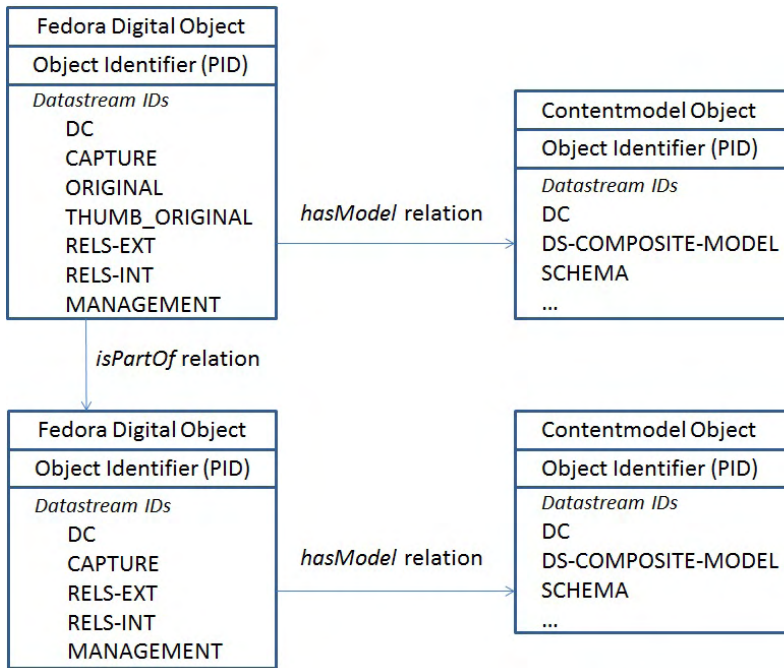 Fedora Digital Object
Object Identifier (PID)
Datastream IDs
DC
CAPTURE
ORIGINAL
THUMB_ORIGINAL
RELS-EXT
RELS-INT
MANAGEMENT
hasModel relation
Contentmodel Object
Object Identifier (PID)
Datastream IDs
DC
DS-COMPOSITE-MODEL
SCHEMA
...
isPartOf relation
Fedora Digital Object
Object Identifier (PID)
Datastream IDs
DC
CAPTURE
RELS-EXT
RELS-INT
MANAGEMENT
hasModel relation
Contentmodel Object
Object Identifier (PID)
Datastream IDs
DC
DS-COMPOSITE-MODEL
SCHEMA
...